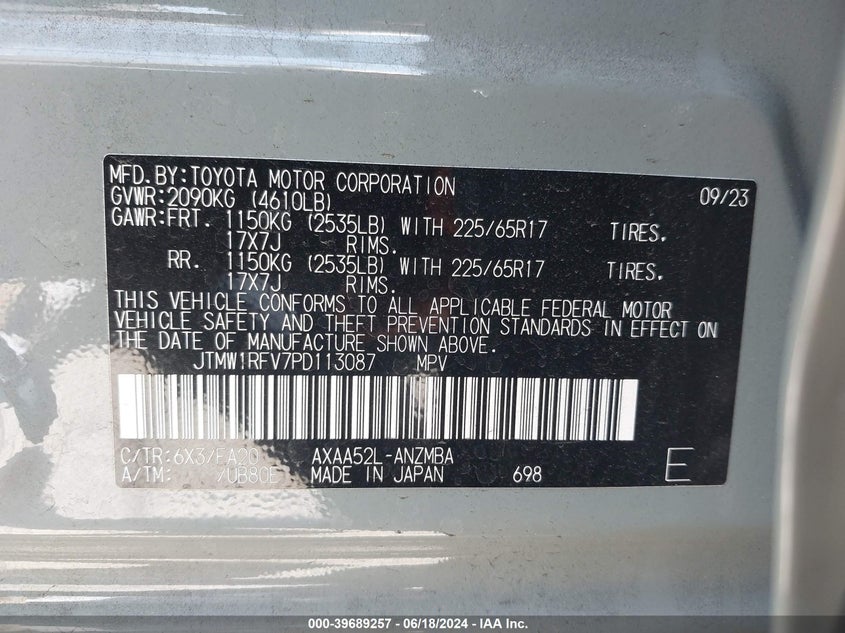 MFD.BY:TOYOTA MOTOR CORPORATION 09/23
GVWR:2090KG (4610LB)
GAWR:FRT. 1150KG (2535LB) WITH 225/65R17 TIRES.
17X7J RIMS.
RR. 1150KG (2535LB) WITH 225/65R17 TIRES.
17X7J RIMS.
THIS VEHICLE CONFORMS TO ALL APPLICABLE FEDERAL MOTOR
VEHICLE SAFETY AND THEFT PREVENTION STANDARDS IN EFFECT ON
THE DATE OF MANUFACTURE SHOWN ABOVE.
JTMW1RFV7PD113087 MPV
C/TR:6X3/EA20 AXAA52L-ANZMBA
A/TM: /UB80E MADE IN JAPAN 698 E
000-39689257 - 06/18/2024 - © IAA Inc.